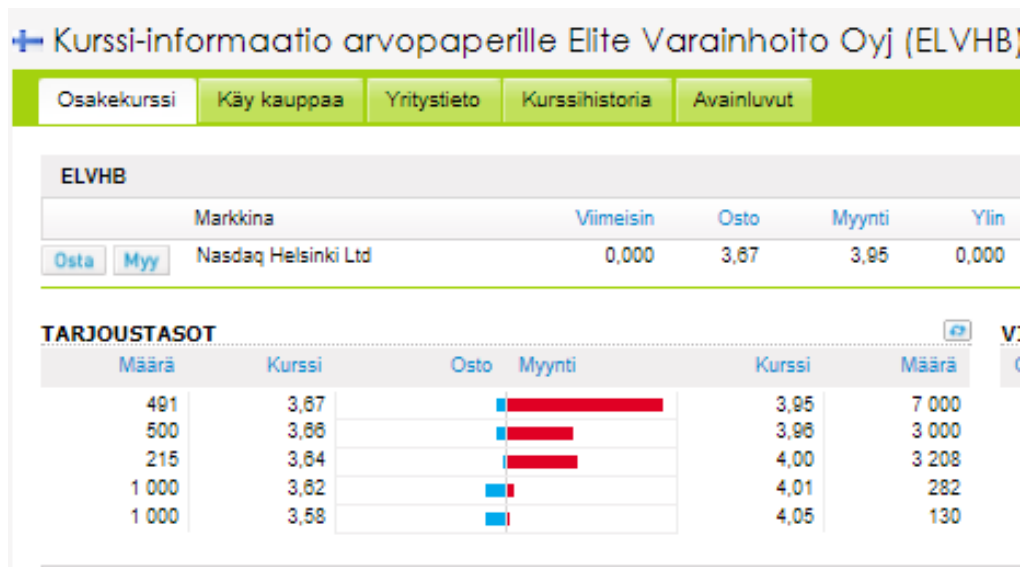 Kurssi-informaatio arvopaperille Elite Varainhoito Oyj (ELVHB)
Osakekurssi Käy kauppaa Yritystieto Kurssihistoria Avainluvut
ELVHB
Markkina Viimeisin Osto Myynti Ylin
Osta Myy Nasdaq Helsinki Ltd 0,000 3,67 3,95 0,000
TARJOUSTASOT
Määrä Kurssi Osto Myynti Kurssi Määrä
491 3,67 3,95 7 000
500 3,66 3,96 3 000
215 3,64 4,00 3 208
1 000 3,62 4,01 282
1 000 3,58 4,05 130